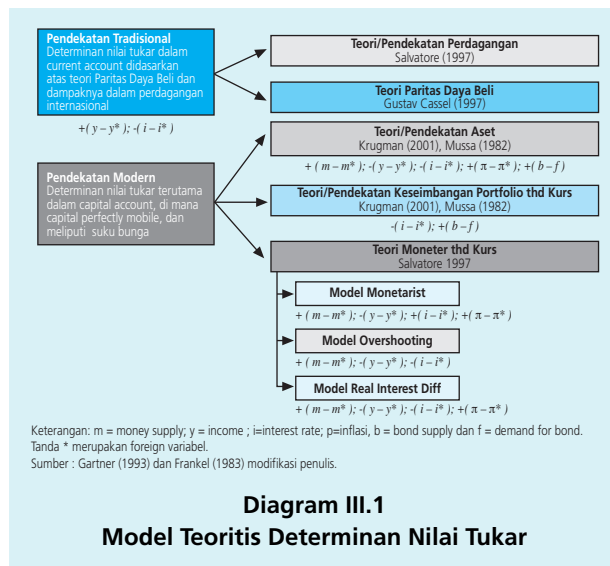 Pendekatan Tradisional
Determinan nilai tukar dalam
current account didasarkan
atas teori Paritas Daya Beli dan
dampaknya dalam perdagangan
internasional
+( y – y* ); -( i – i* )
Teori/Pendekatan Perdagangan
Salvatore (1997)
Teori Paritas Daya Beli
Gustav Cassel (1997)
Pendekatan Modern
Determinan nilai tukar terutama
dalam capital account, di mana
capital perfectly mobile, dan
meliputi suku bunga
Teori/Pendekatan Aset
Krugman (2001), Mussa (1982)
+ ( m – m* ); -( y – y* ); -( i – i* ); +( π – π* ); +( b – f )
Teori/Pendekatan Keseimbangan Portfolio thd Kurs
Krugman (2001), Mussa (1982)
-( i – i* ); +( b – f )
Teori Moneter thd Kurs
Salvatore 1997
Model Monetarist
+ ( m – m* ); -( y – y* ); +( i – i* ); +( π – π* )
Model Overshooting
+ ( m – m* ); -( y – y* ); -( i – i* )
Model Real Interest Diff
+ ( m – m* ); -( y – y* ); -( i – i* ); +( π – π* )
Keterangan: m = money supply; y = income ; i=interest rate; p=inflasi, b = bond supply dan f = demand for bond.
Tanda * merupakan foreign variabel.
Sumber : Gartner (1993) dan Frankel (1983) modifikasi penulis.
Diagram III.1
Model Teoritis Determinan Nilai Tukar